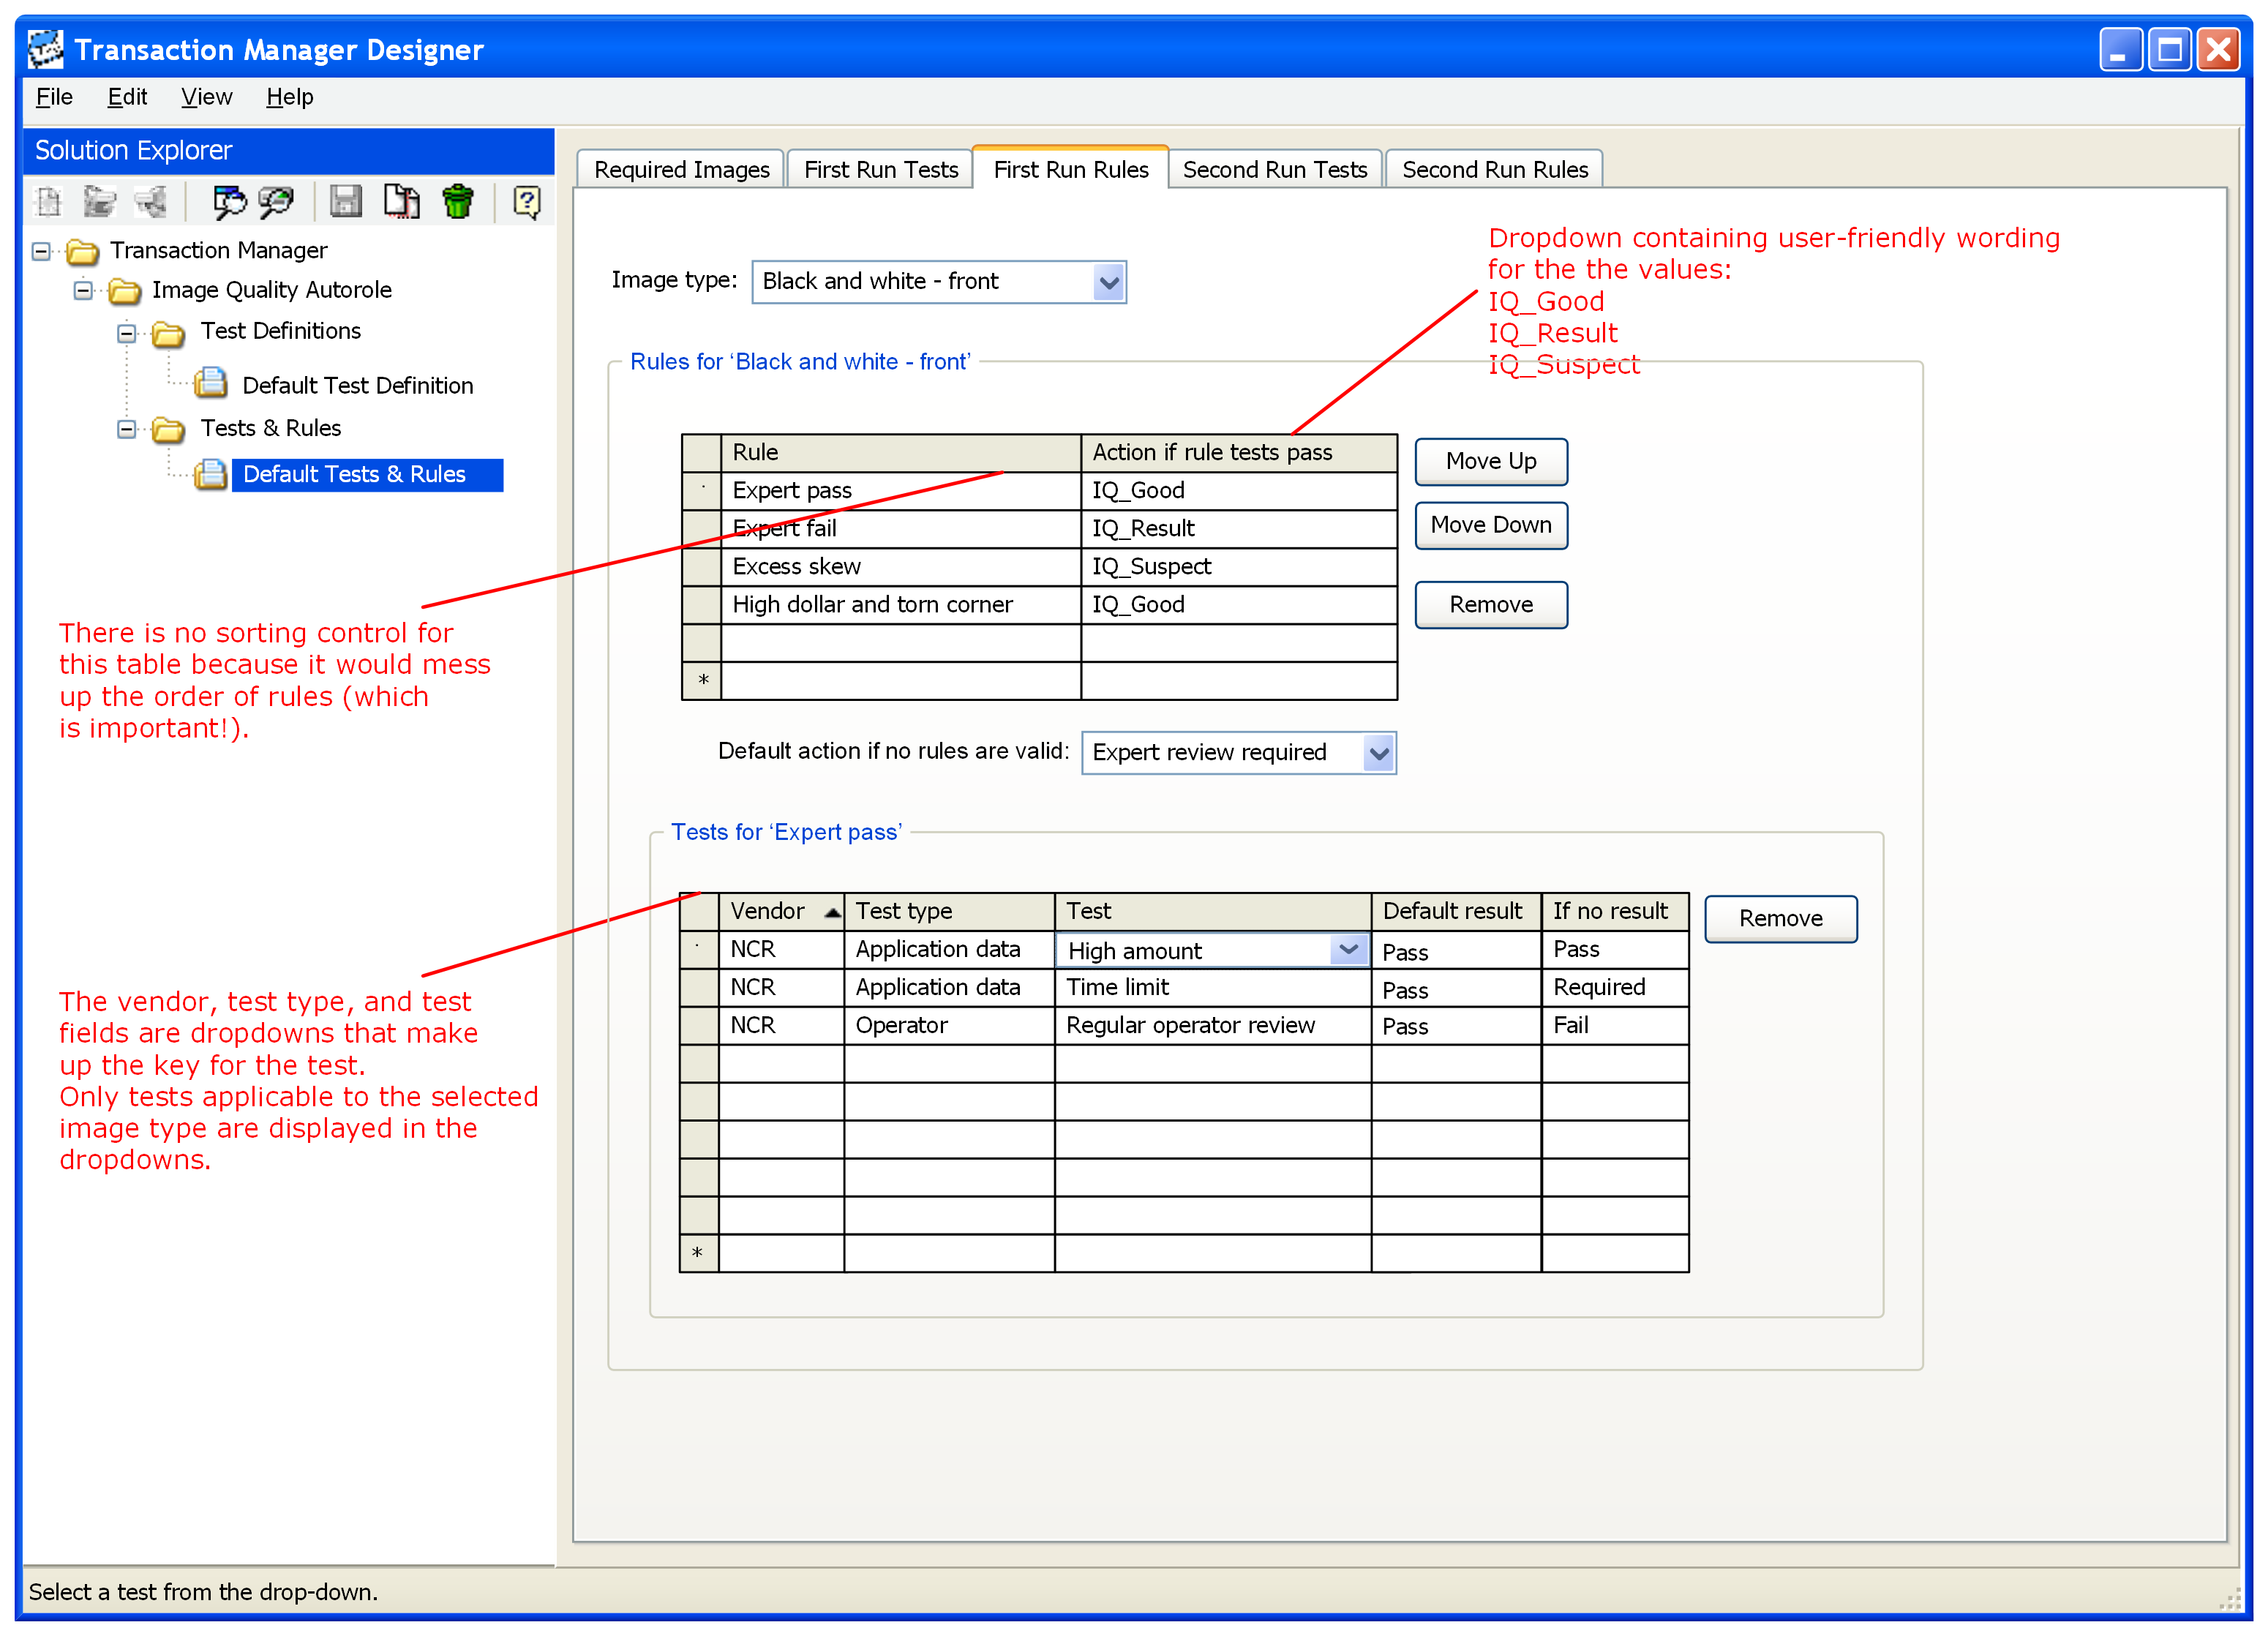 Transaction Manager Designer
File Edit View Help
Solution Explorer
Transaction Manager
Image Quality Autorole
Test Definitions
Default Test Definition
Tests & Rules
Default Tests & Rules
There is no sorting control for
this table because it would mess
up the order of rules (which
is important!).
The vendor, test type, and test
fields are dropdowns that make
up the key for the test.
Only tests applicable to the selected
image type are displayed in the
dropdowns.
Required Images First Run Tests First Run Rules Second Run Tests Second Run Rules
Dropdown containing user-friendly wording
for the the values:
IQ_Good
IQ_Result
IQ_Suspect
Image type: Black and white - front
Rules for ‘Black and white - front’
Rule Action if rule tests pass
Expert pass IQ_Good
Expert fail IQ_Result
Excess skew IQ_Suspect
High dollar and torn corner IQ_Good
*
Move Up
Move Down
Remove
Default action if no rules are valid: Expert review required
Tests for ‘Expert pass’
Vendor Test type Test Default result If no result
NCR Application data High amount Pass Pass
NCR Application data Time limit Pass Required
NCR Operator Regular operator review Pass Fail
*
Remove
Select a test from the drop-down.